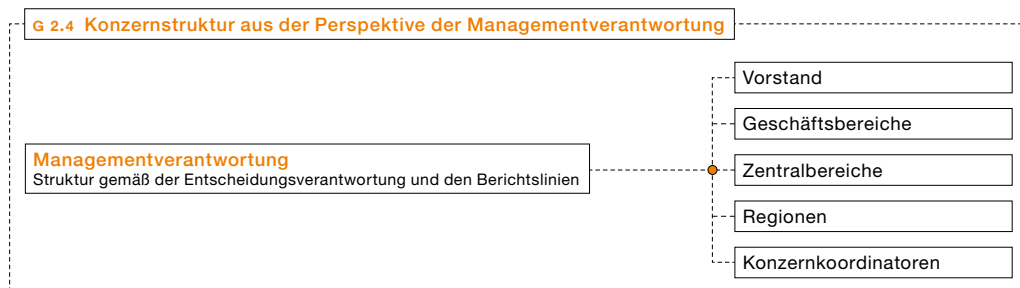 G 2.4 Konzernstruktur aus der Perspektive der Managementverantwortung
Vorstand
Geschäftsbereiche
Managementverantwortung
Struktur gemäß der Entscheidungsverantwortung und den Berichtslinien
Zentralbereiche
Regionen
Konzernkoordinatoren